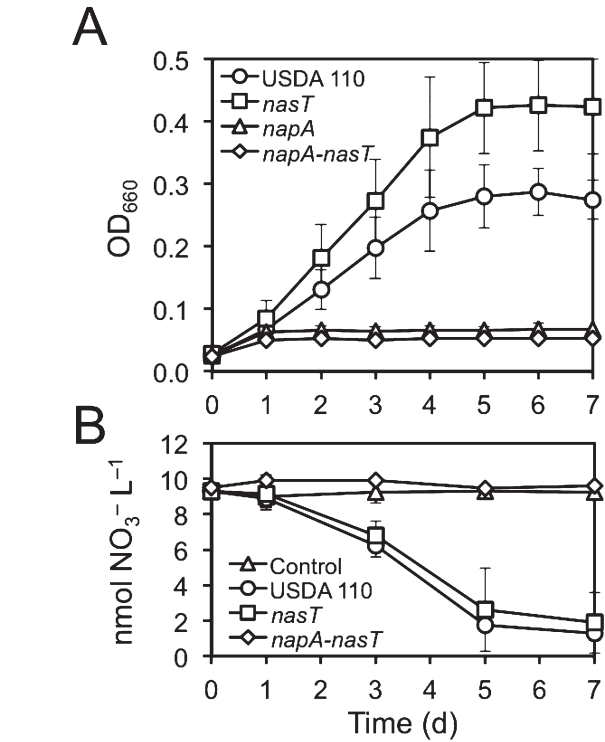 A
0.5
0.4
0.3
0.2
0.1
0.0
OD660
USDA 110
nasT
napA
napA-nasT
0 1 2 3 4 5 6 7
B
12
10
8
6
4
2
0
nmol NO3− L−1
Control
USDA 110
nasT
napA-nasT
0 1 2 3 4 5 6 7
Time (d)